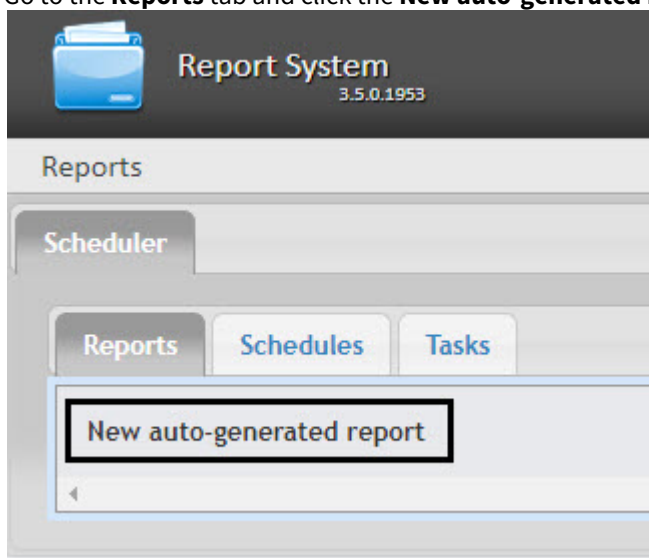 Go to the Reports tab and click the New auto-generated
Report System
3.5.0.1953
Reports
Scheduler
Reports Schedules Tasks
New auto-generated report